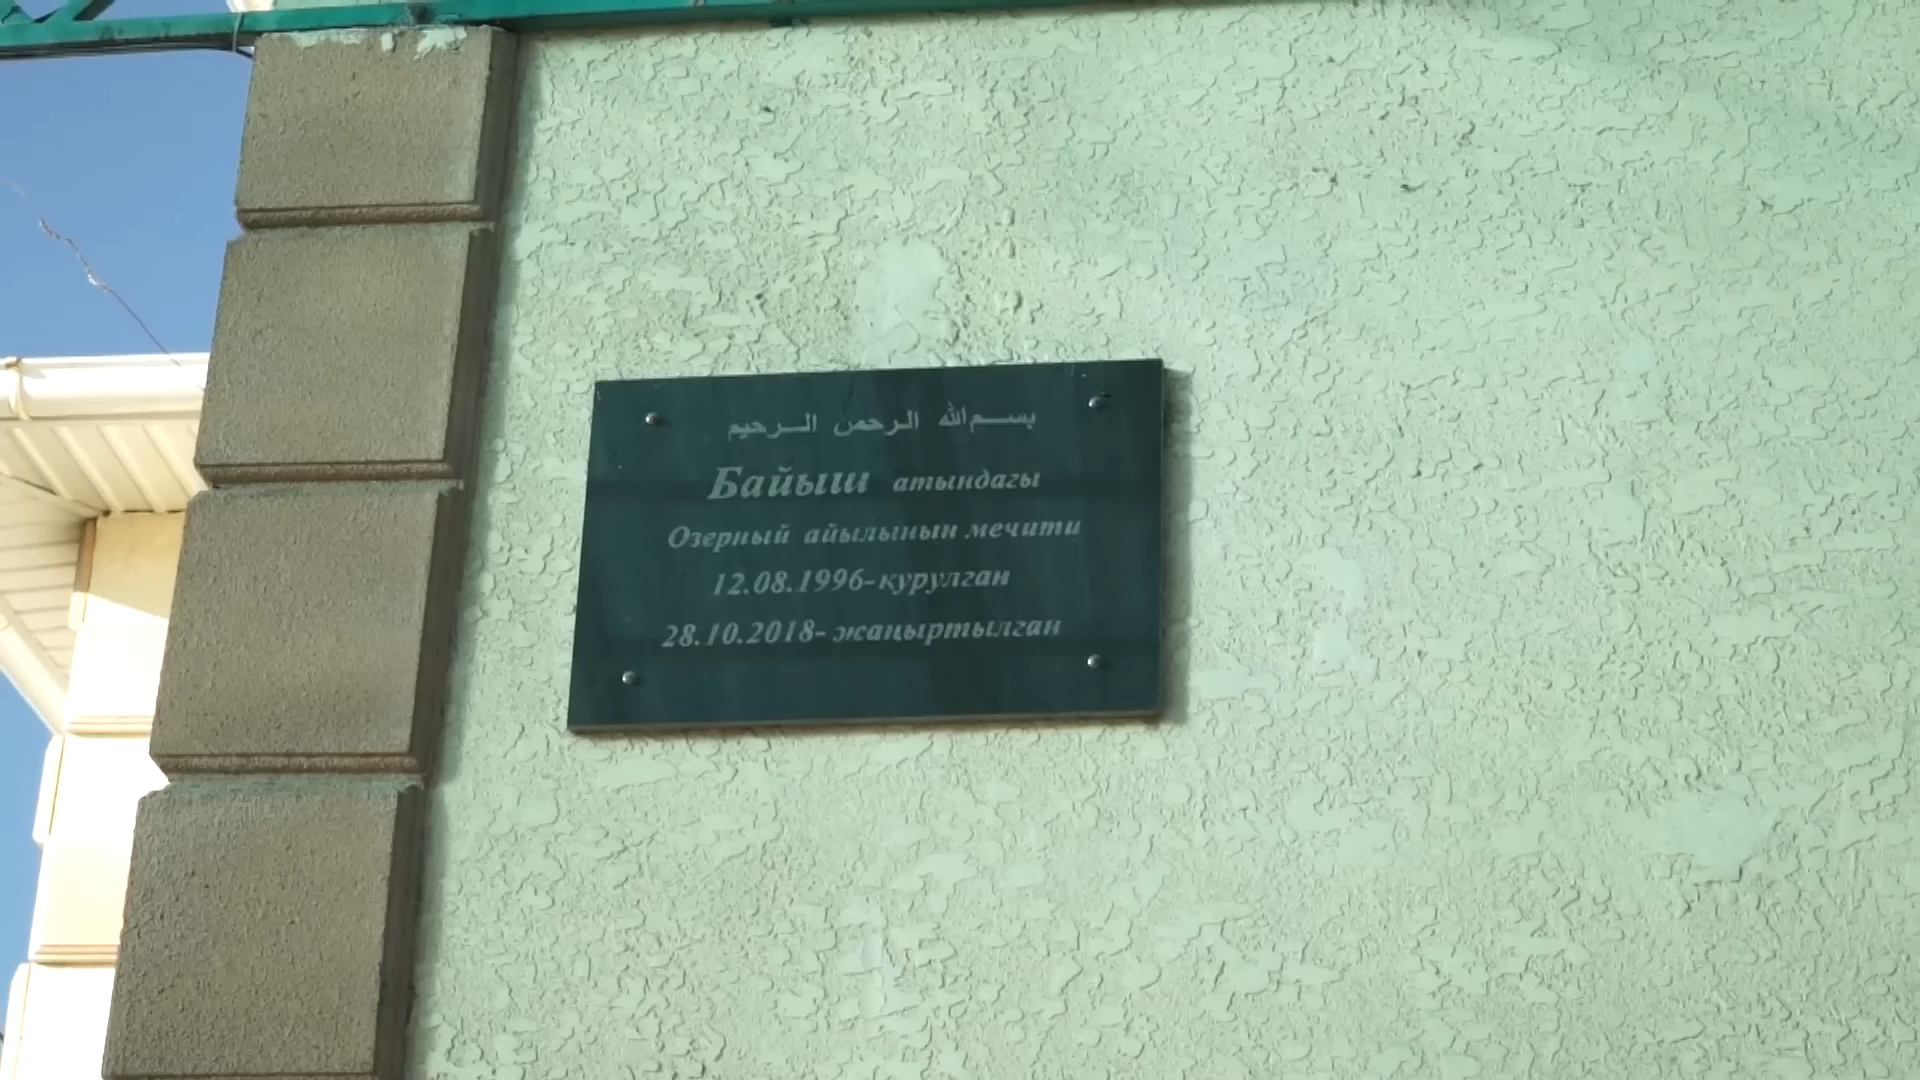 بسم الله الرحمن الرحيم
Байыш атындагы
Озерный айылынын мечити
12.08.1996-курулган
28.10.2018- жаңыртылган